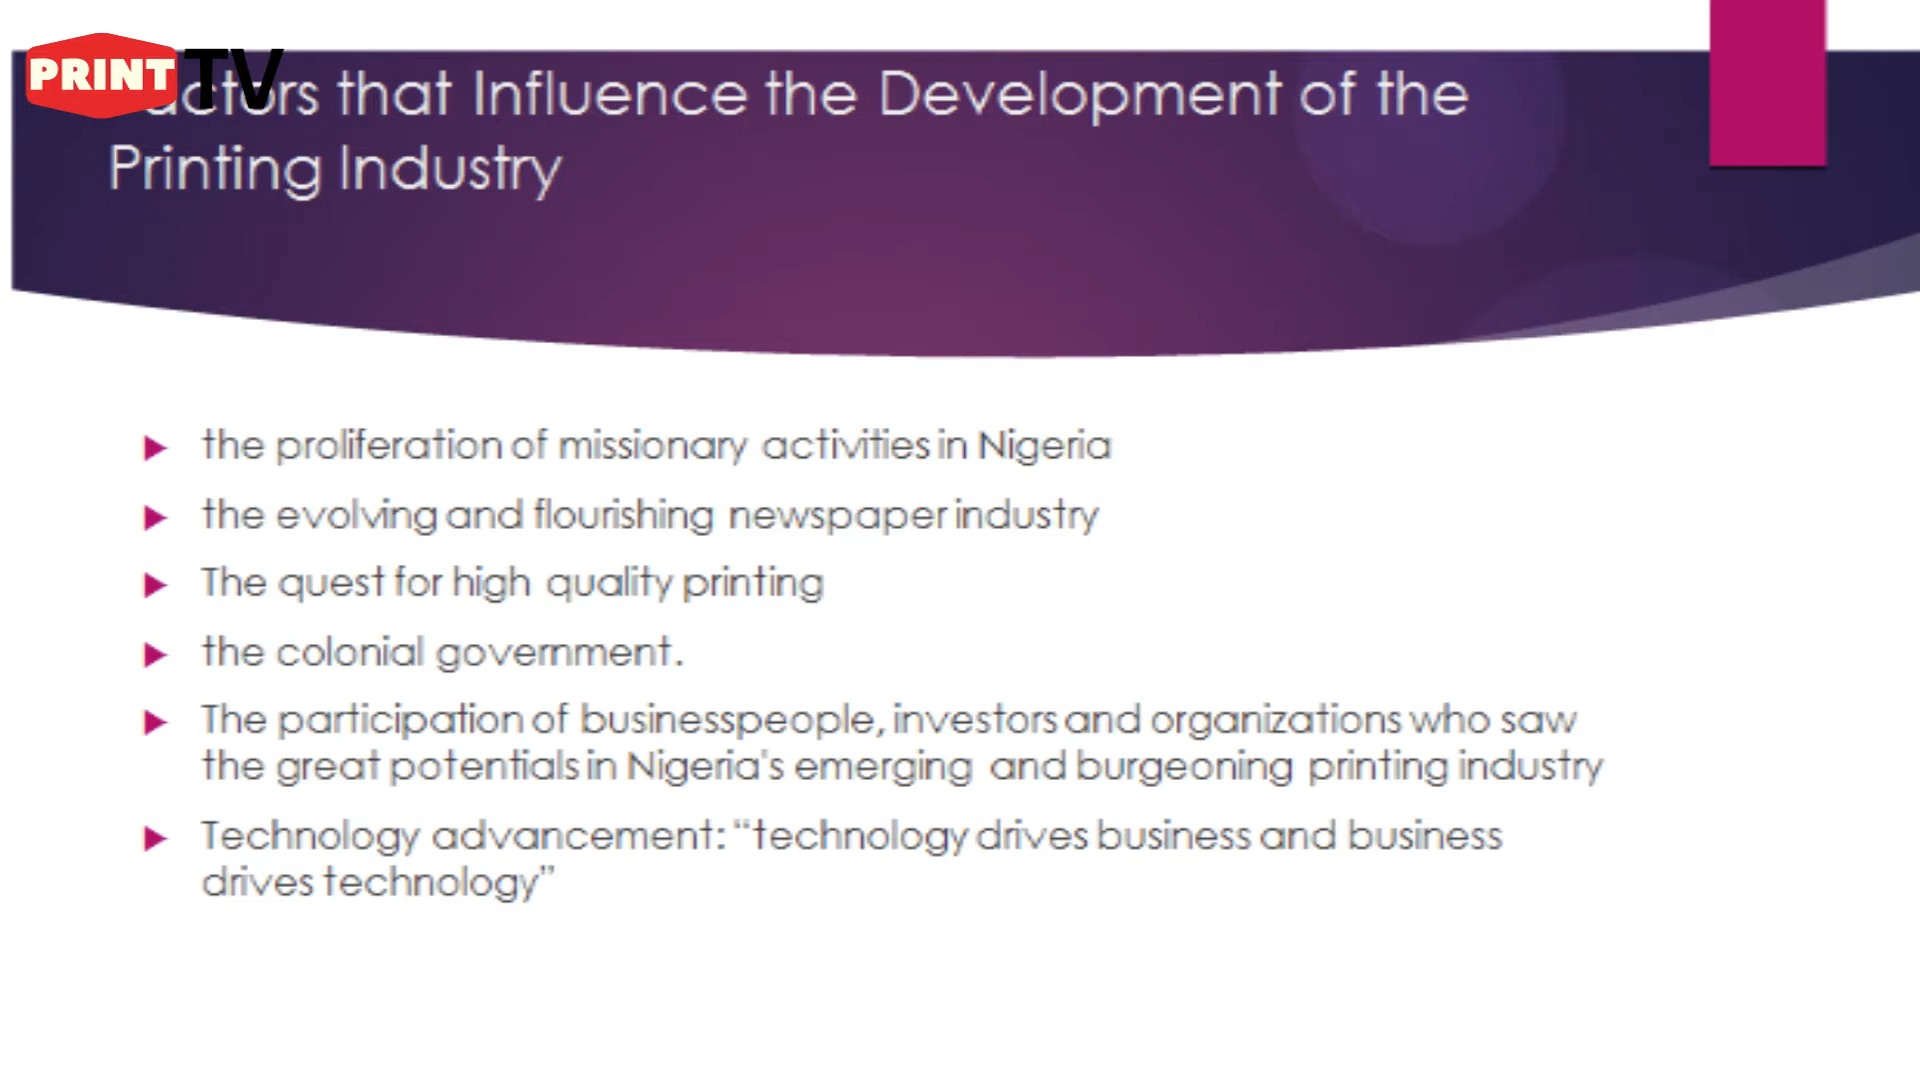 PRINT TV
Factors that Influence the Development of the
Printing Industry
the proliferation of missionary activities in Nigeria
the evolving and flourishing newspaper industry
The quest for high quality printing
the colonial government.
The participation of businesspeople, investors and organizations who saw
the great potentials in Nigeria's emerging and burgeoning printing industry
Technology advancement: “technology drives business and business
drives technology”